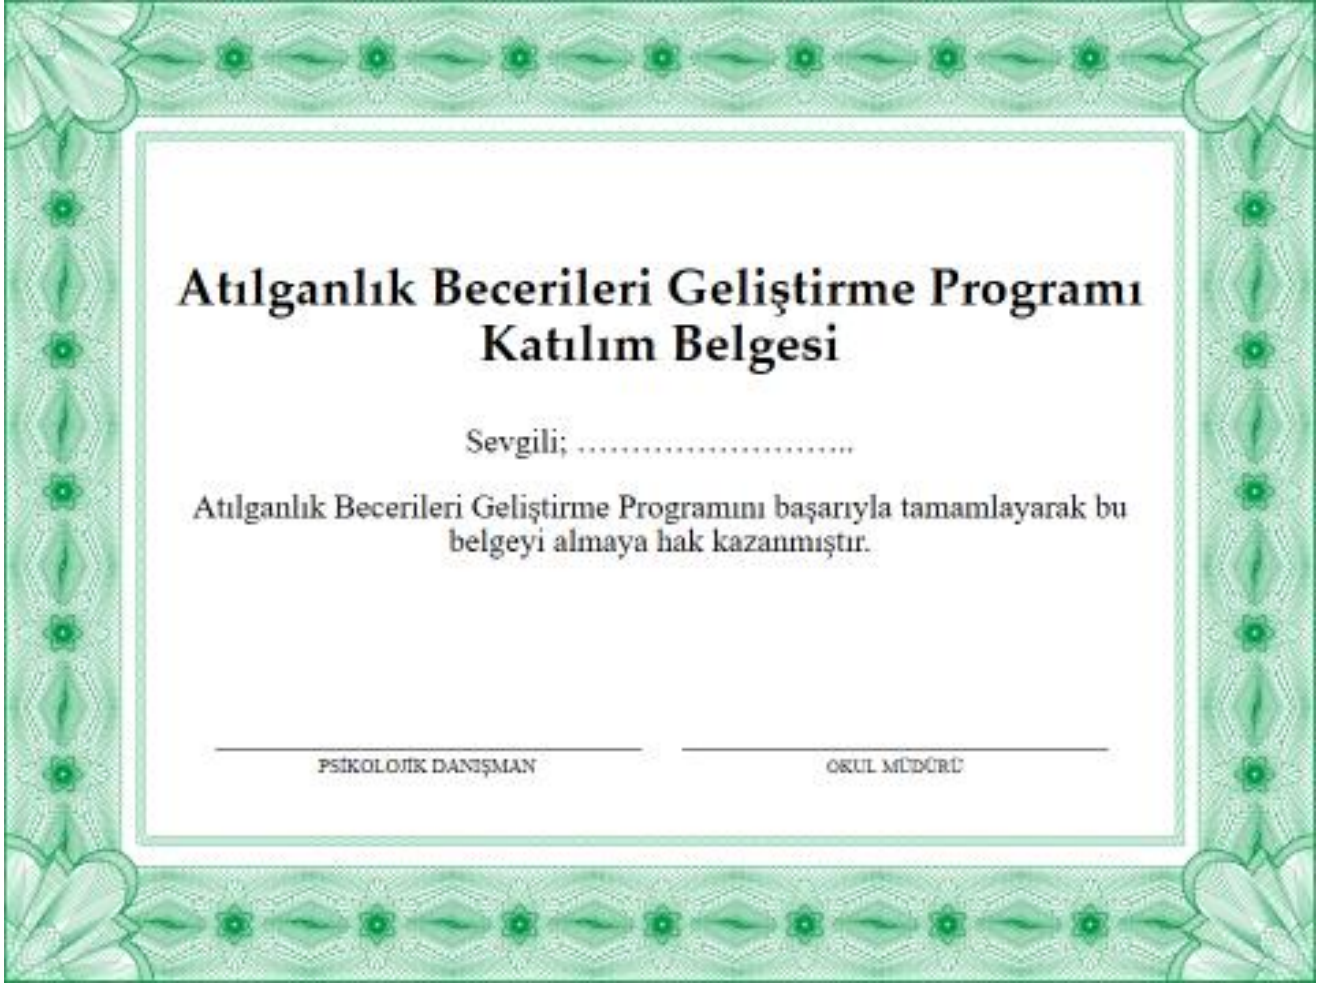 Atılganlık Becerileri Geliştirme Programı
Katılım Belgesi
Sevgili; ……………………..
Atılganlık Becerileri Geliştirme Programını başarıyla tamamlayarak bu
belgeyi almaya hak kazanmıştır.
PSİKOLOJİK DANIŞMAN OKUL MÜDÜRÜ